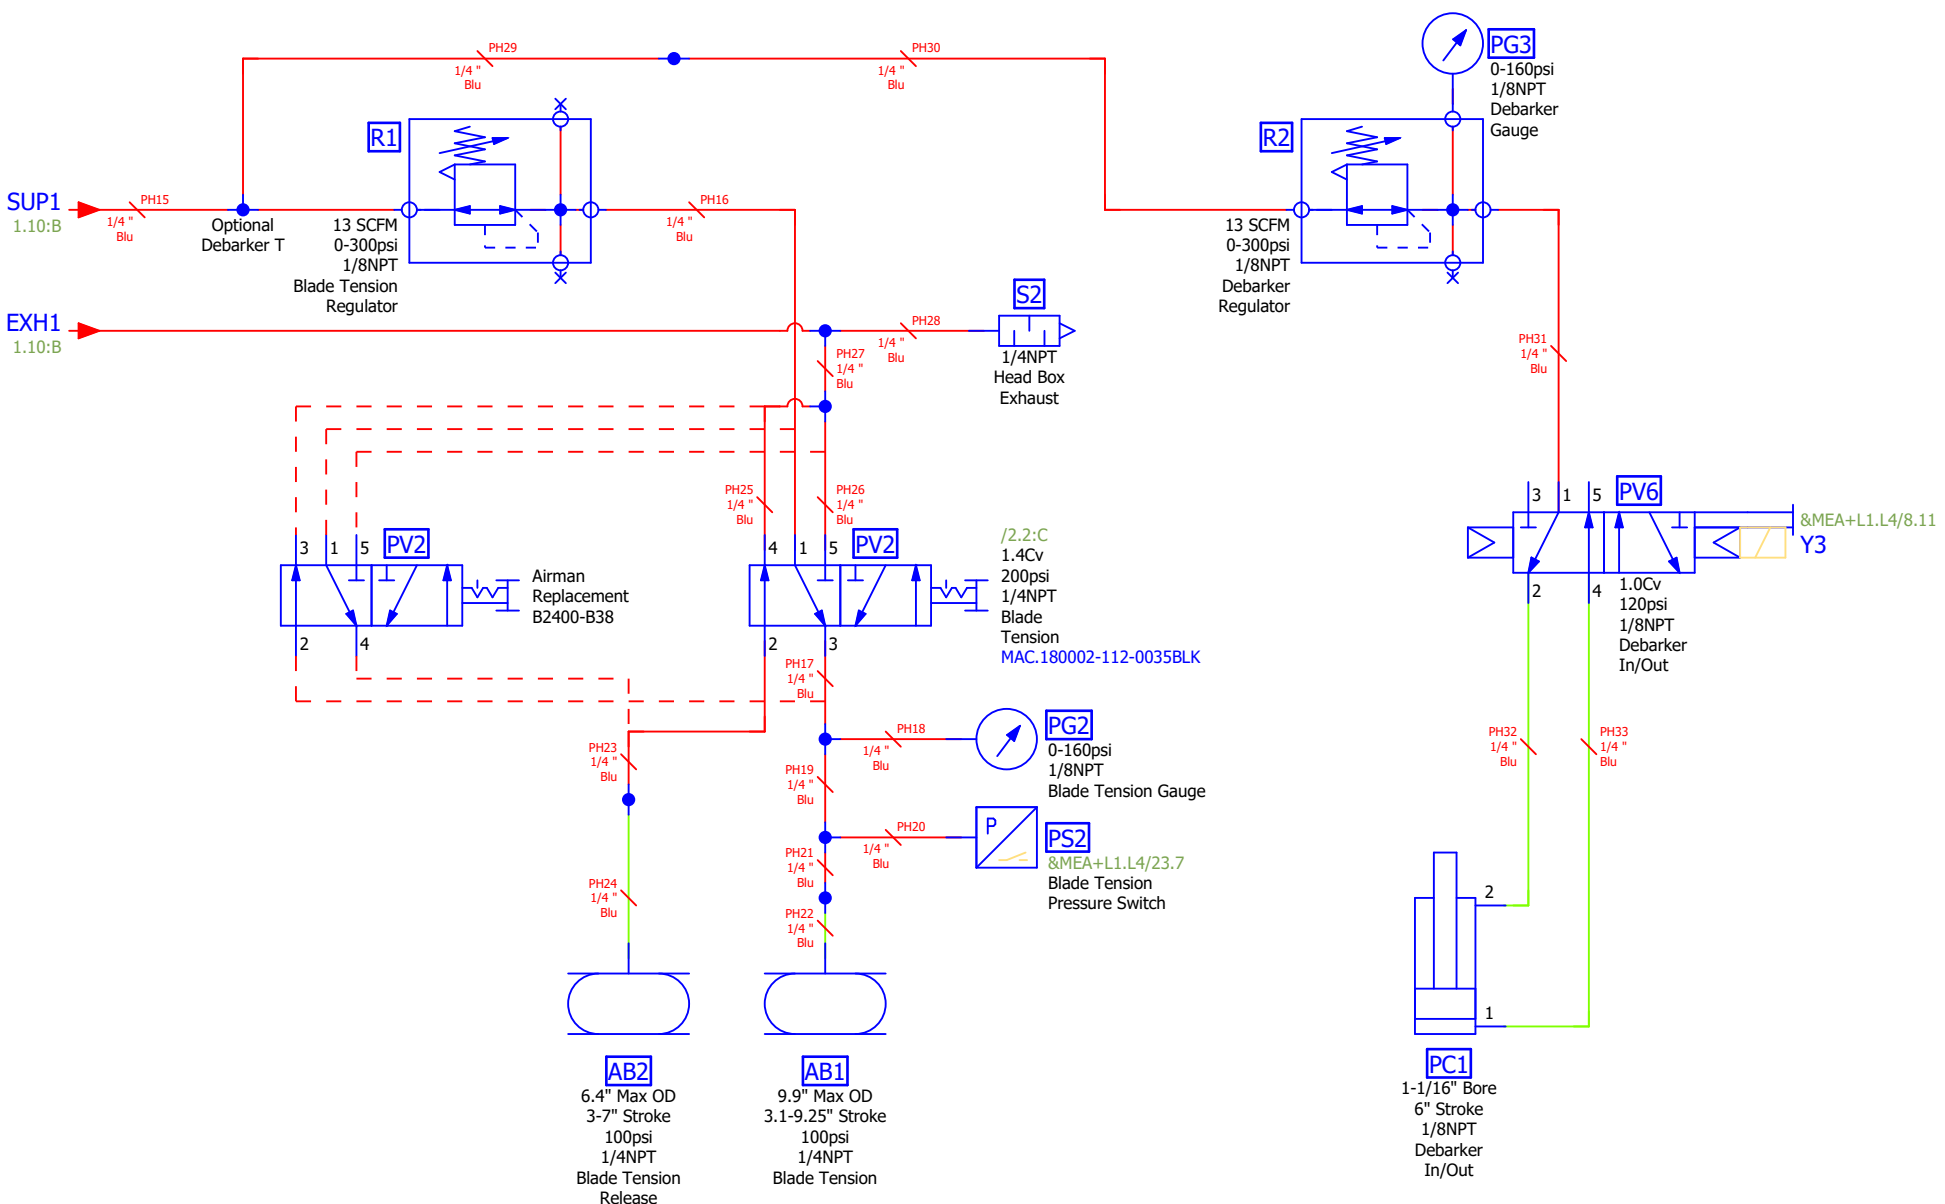 PH29
1/4 "
Blu
PH30
1/4 "
Blu
PG3
0-160psi
1/8NPT
Debarker
Gauge
R1
R2
SUP1
1.10:B
PH15
1/4 "
Blu
Optional
Debarker T
13 SCFM
0-300psi
1/8NPT
Blade Tension
Regulator
PH16
1/4 "
Blu
13 SCFM
0-300psi
1/8NPT
Debarker
Regulator
EXH1
1.10:B
S2
1/4NPT
Head Box
Exhaust
PH28
1/4 "
Blu
PH27
1/4 "
Blu
PH31
1/4 "
Blu
PH25
1/4 "
Blu
PH26
1/4 "
Blu
3
1
5
PV2
2
4
Airman
Replacement
B2400-B38
4
1
5
PV2
2
3
/2.2:C
1.4Cv
200psi
1/4NPT
Blade
Tension
MAC.180002-112-0035BLK
3
1
5
PV6
&MEA+L1.L4/8.11
Y3
2
4
1.0Cv
120psi
1/8NPT
Debarker
In/Out
PH17
1/4 "
Blu
PH18
1/4 "
Blu
PG2
0-160psi
1/8NPT
Blade Tension Gauge
PH23
1/4 "
Blu
PH19
1/4 "
Blu
PH20
1/4 "
Blu
P
PS2
&MEA+L1.L4/23.7
Blade Tension
Pressure Switch
PH21
1/4 "
Blu
PH24
1/4 "
Blu
PH22
1/4 "
Blu
PH32
1/4 "
Blu
PH33
1/4 "
Blu
2
1
AB2
6.4" Max OD
3-7" Stroke
100psi
1/4NPT
Blade Tension
Release
AB1
9.9" Max OD
3.1-9.25" Stroke
100psi
1/4NPT
Blade Tension
PC1
1-1/16" Bore
6" Stroke
1/8NPT
Debarker
In/Out